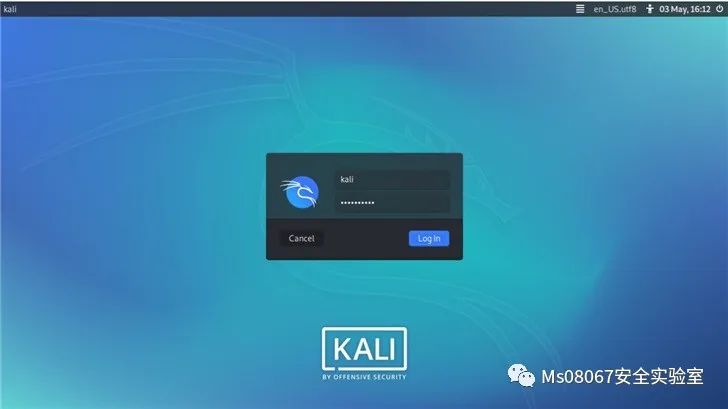 kali en_US.utf8 03 May, 16:12
kali
••••••••••
Cancel Log In
KALI
BY OFFENSIVE SECURITY
Ms08067安全实验室